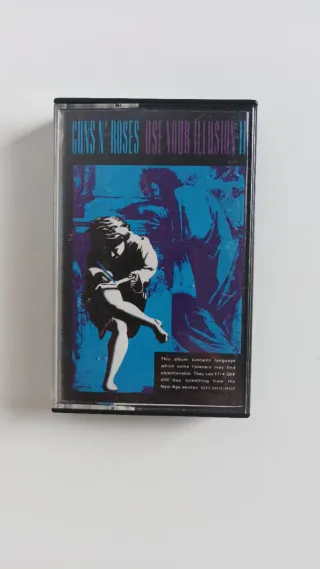 GUNS N' ROSES USE YOUR ILLUSION II
This album contains language
which some listeners may find
objectionable. They can F?!* OFF
and buy something from the
New Age section.